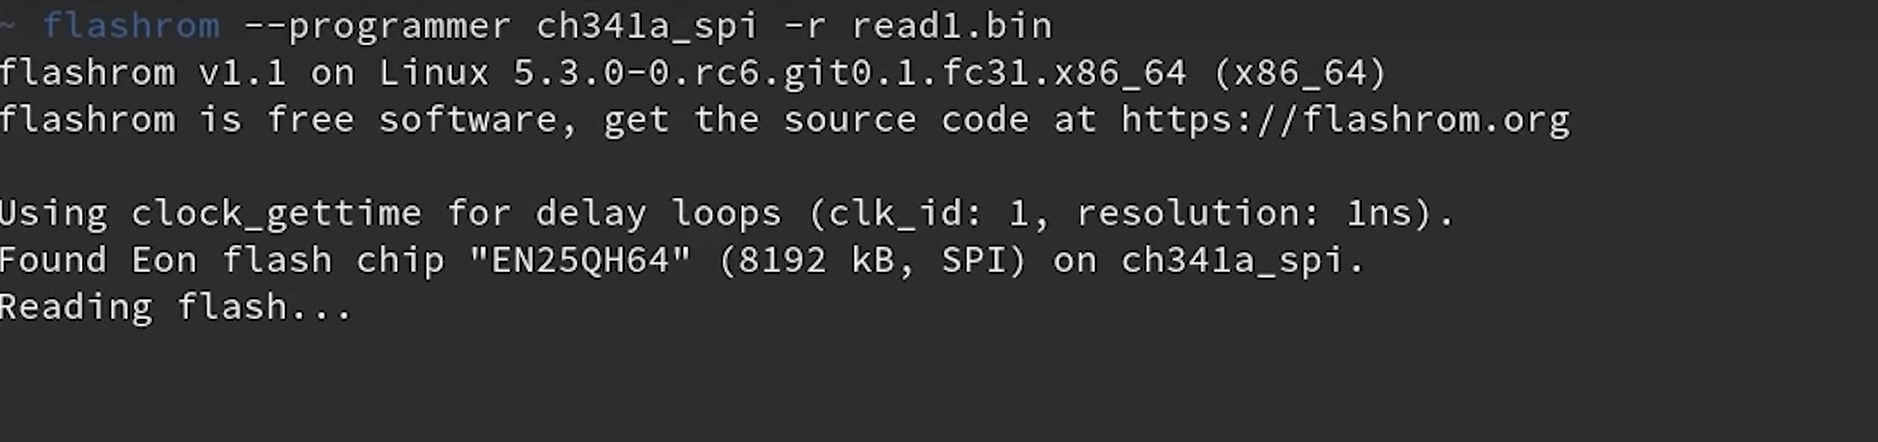 ~ flashrom --programmer ch341a_spi -r read1.bin
flashrom v1.1 on Linux 5.3.0-0.rc6.git0.1.fc31.x86_64 (x86_64)
flashrom is free software, get the source code at https://flashrom.org
Using clock_gettime for delay loops (clk_id: 1, resolution: 1ns).
Found Eon flash chip "EN25QH64" (8192 kB, SPI) on ch341a_spi.
Reading flash...